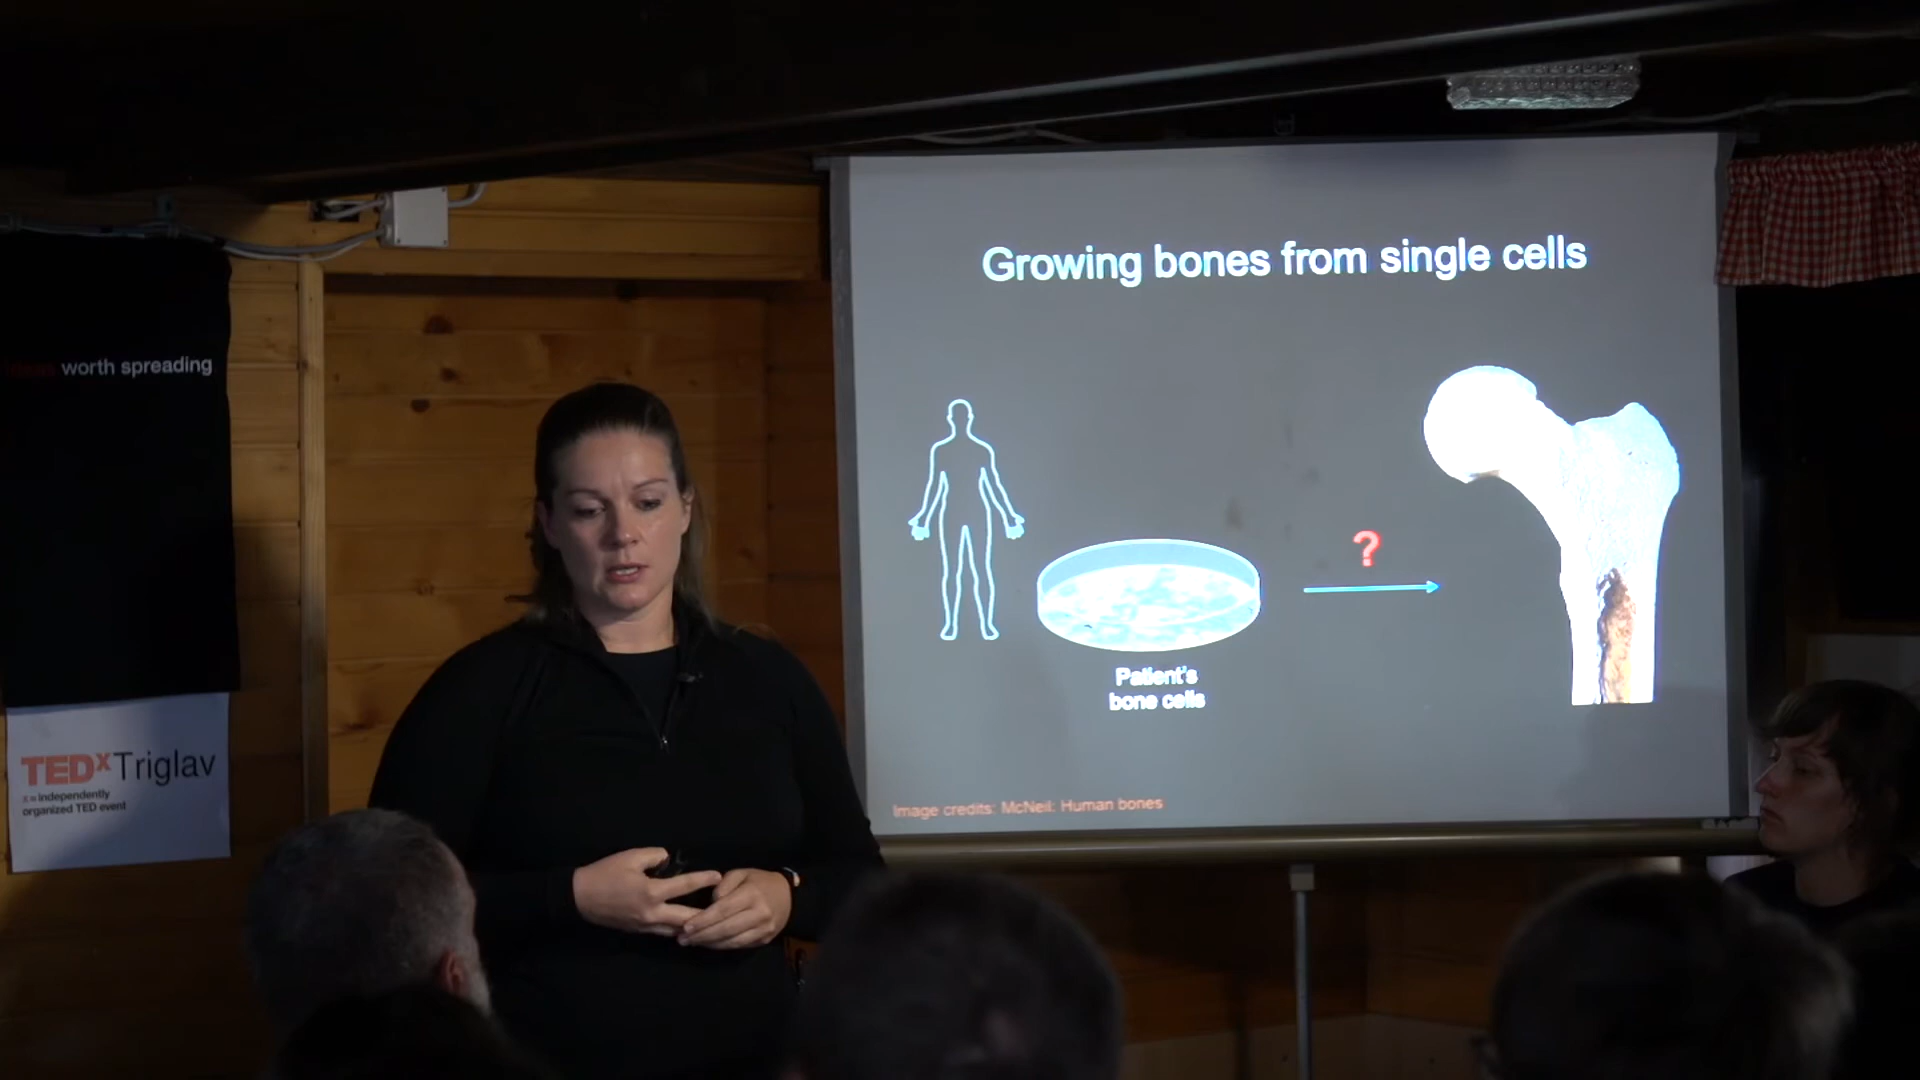 ideas worth spreading
TEDxTriglav
x = independently
organized TED event
Growing bones from single cells
?
Patient's
bone cells
Image credits: McNeil: Human bones